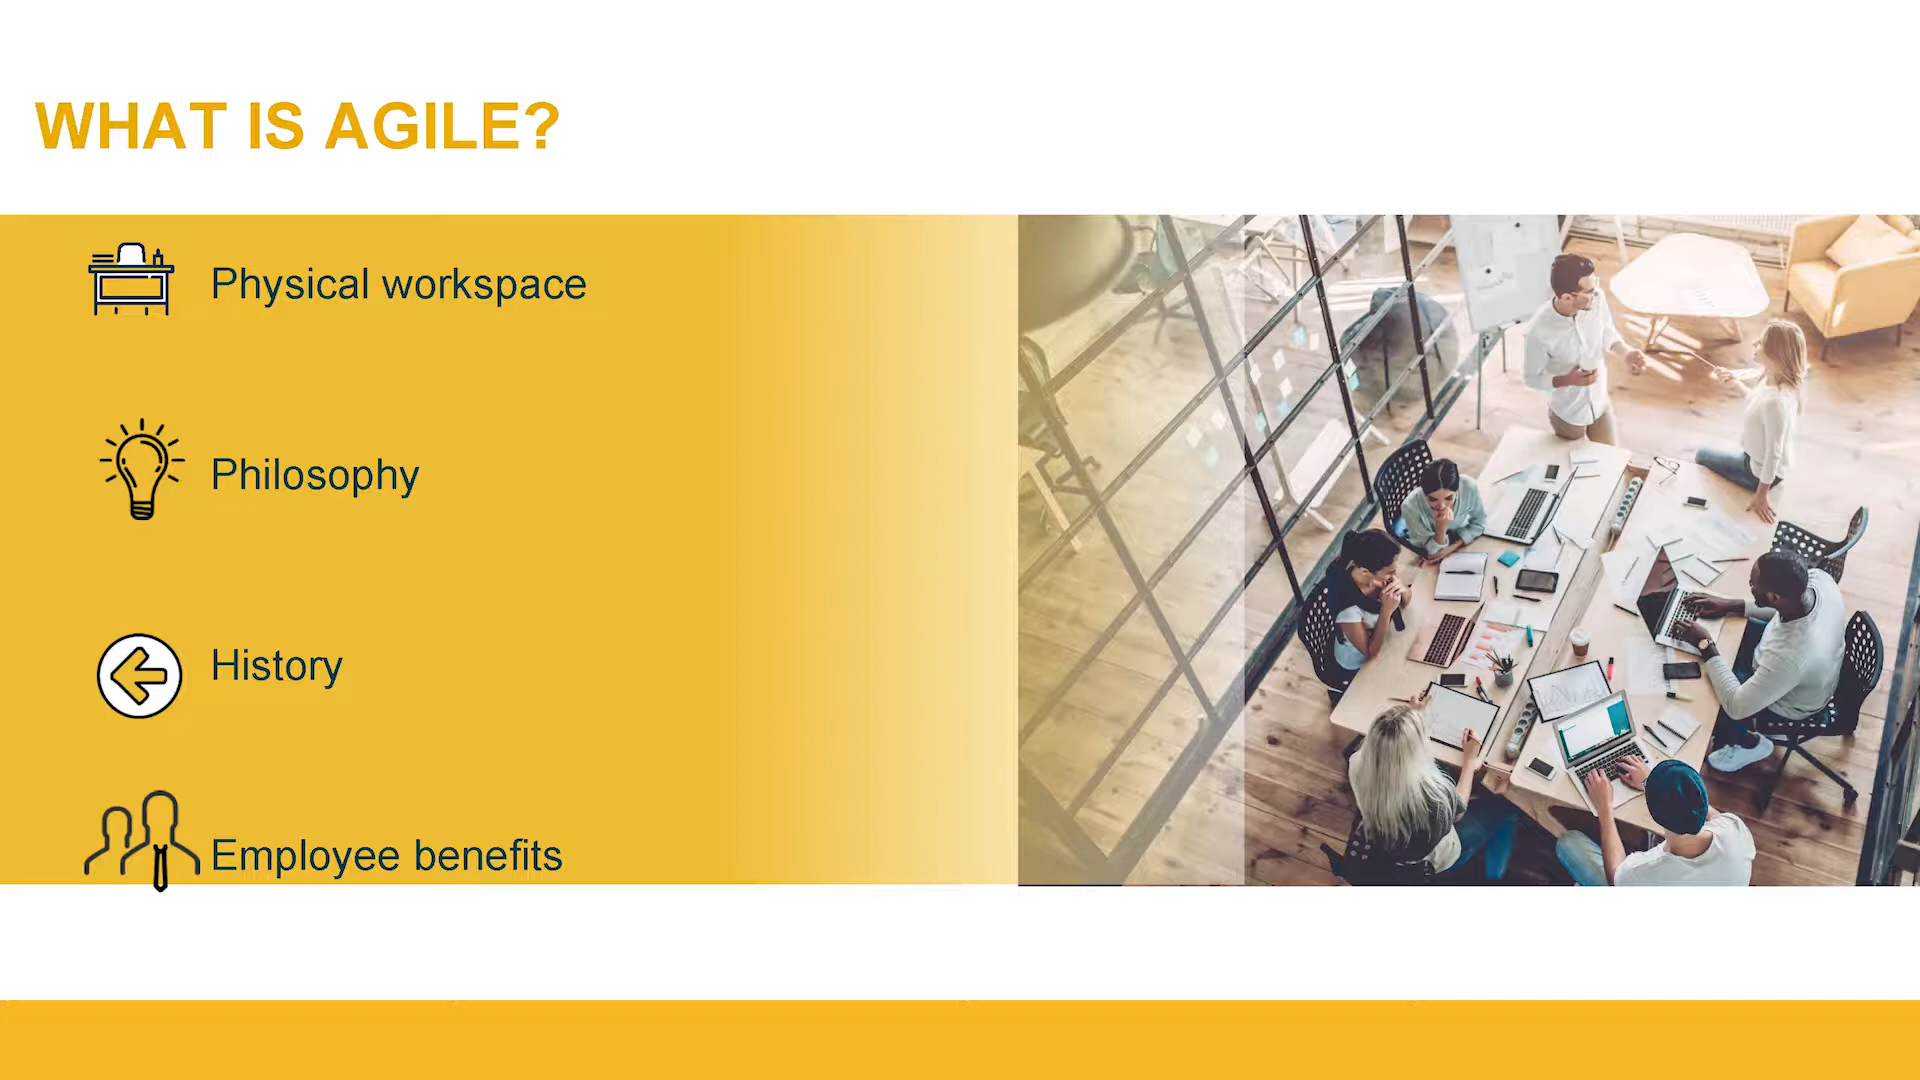 WHAT IS AGILE?
Physical workspace
Philosophy
History
Employee benefits